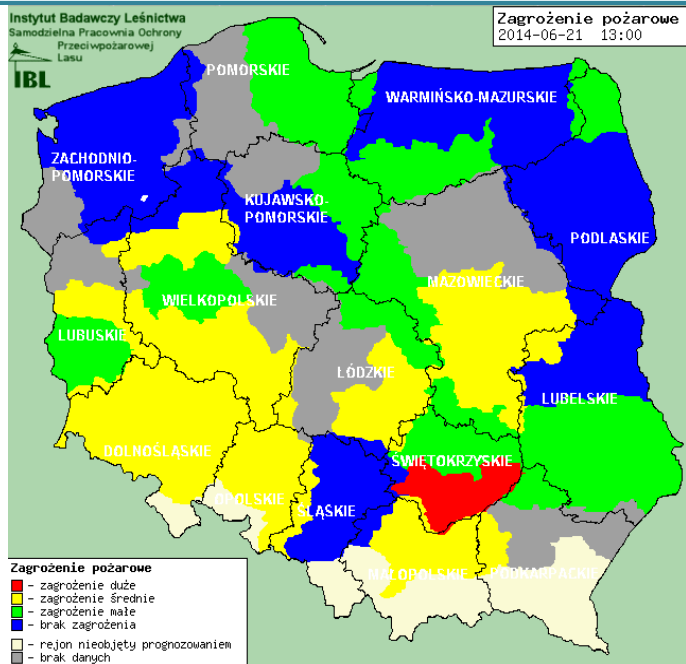 Instytut Badawczy Leśnictwa
Samodzielna Pracownia Ochrony
Przeciwpożarowej
Lasu
IBL
Zagrożenie pożarowe
2014-06-21 13:00
POMORSKIE
WARMIŃSKO-MAZURSKIE
ZACHODNIO-
POMORSKIE
KUJAWSKO-
POMORSKIE
PODLASKIE
MAZOWIECKIE
WIELKOPOLSKIE
LUBUSKIE
ŁÓDZKIE
LUBELSKIE
DOLNOŚLĄSKIE
ŚWIĘTOKRZYSKIE
OPOLSKIE
ŚLĄSKIE
MAŁOPOLSKIE
PODKARPACKIE
Zagrożenie pożarowe
- zagrożenie duże
- zagrożenie średnie
- zagrożenie małe
- brak zagrożenia
- rejon nieobjęty prognozowaniem
- brak danych